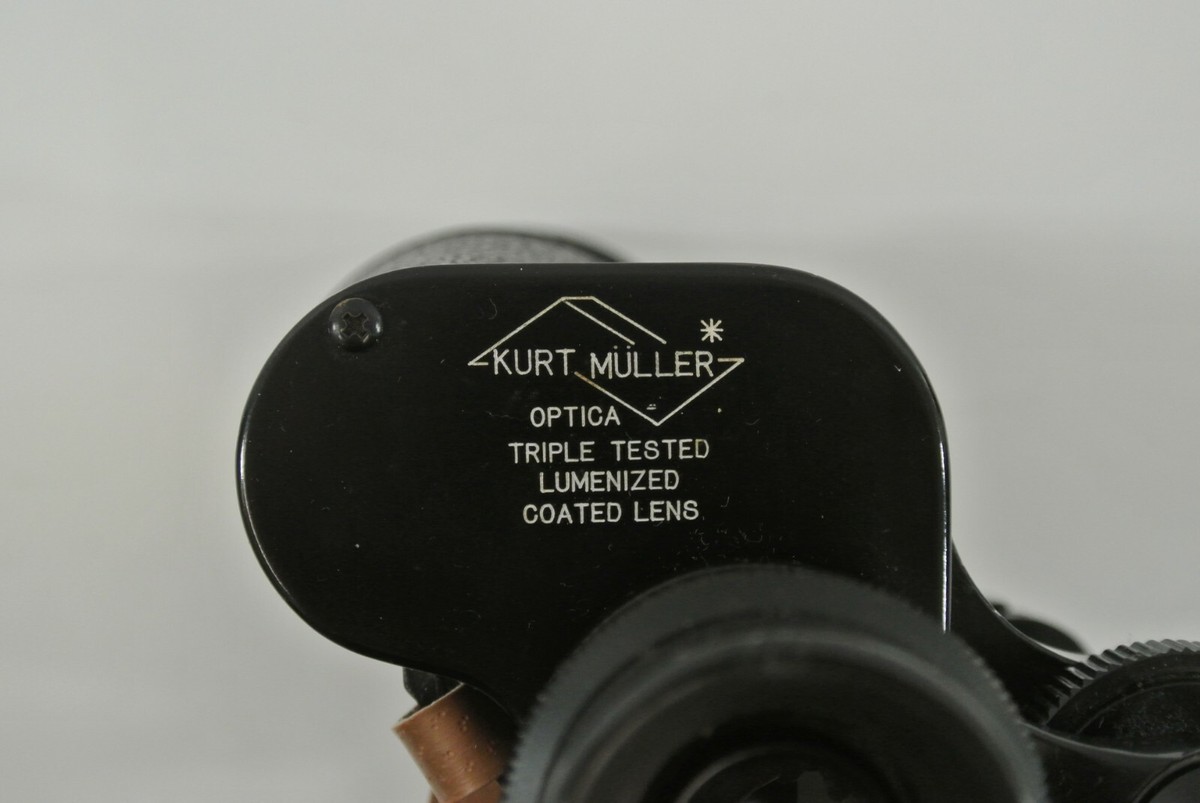 KURT MÜLLER*
OPTICA
TRIPLE TESTED
LUMENIZED
COATED LENS